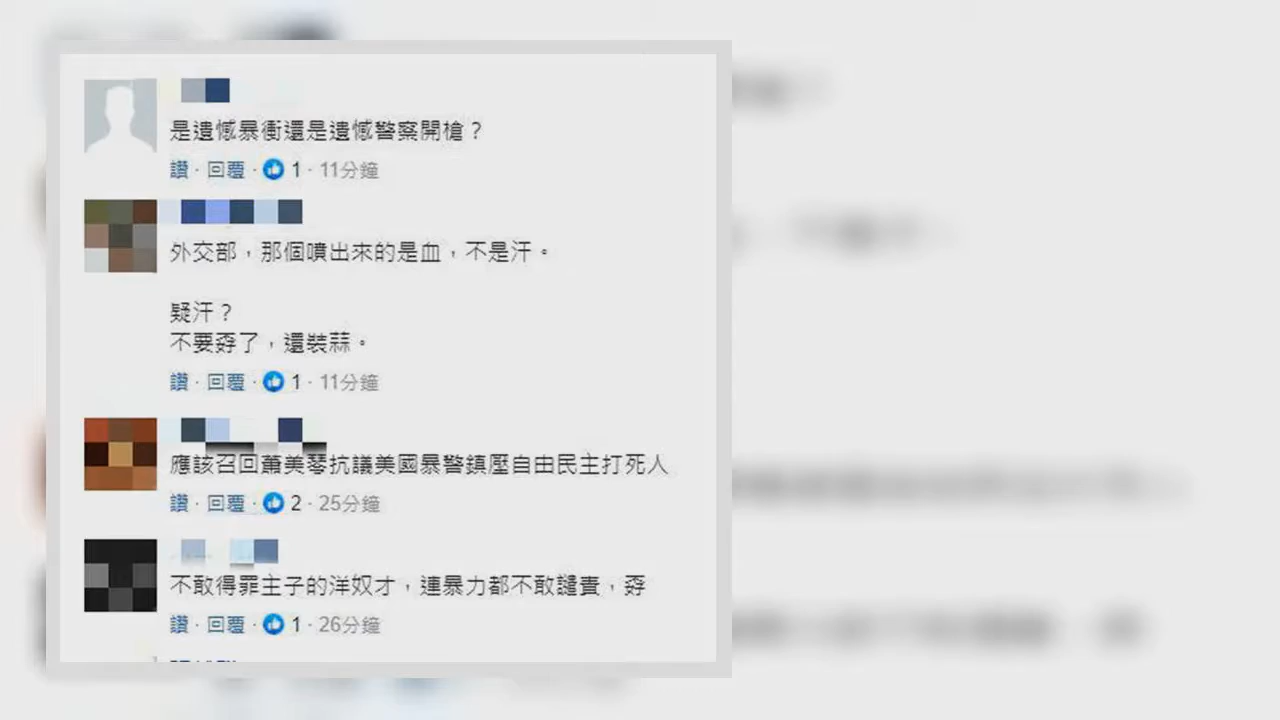 是遺憾暴衝還是遺憾警察開槍？
讚 · 回覆 · 1 · 11分鐘
外交部，那個噴出來的是血，不是汗。
疑汗？
不要孬了，還裝蒜。
讚 · 回覆 · 1 · 11分鐘
應該召回蕭美琴抗議美國暴警鎮壓自由民主打死人
讚 · 回覆 · 2 · 25分鐘
不敢得罪主子的洋奴才，連暴力都不敢譴責，孬
讚 · 回覆 · 1 · 26分鐘